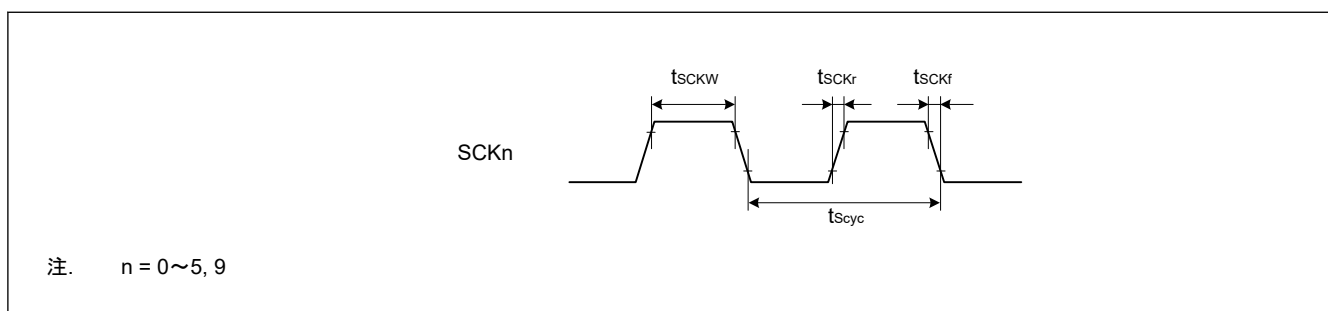 tSCKW tSCKr tSCKf
SCKn
tScyc
注. n = 0～5, 9